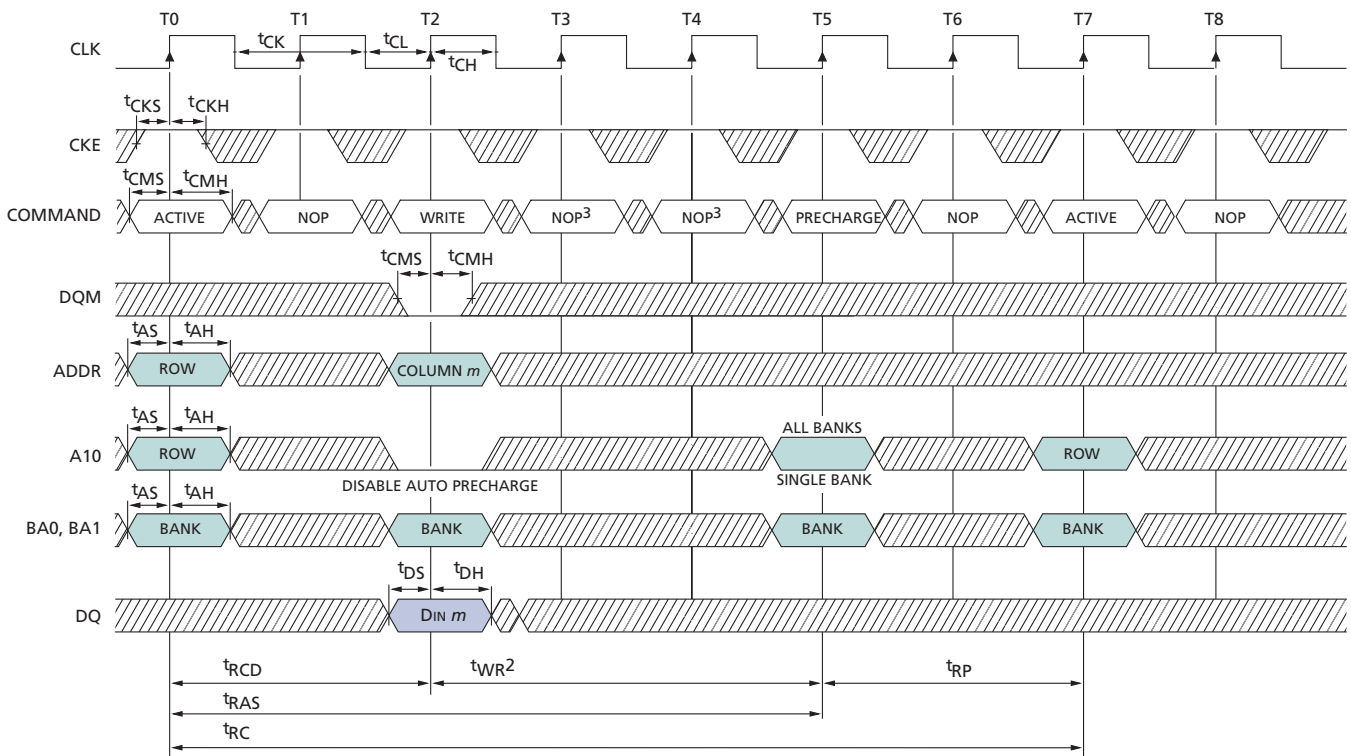 T0 T1 T2 T3 T4 T5 T6 T7 T8
CLK
tCK tCL
tCH
tCKS tCKH
CKE
tCMS tCMH
COMMAND ACTIVE NOP WRITE NOP3 NOP3 PRECHARGE NOP ACTIVE NOP
tCMS tCMH
DQM
tAS tAH
ADDR ROW COLUMN m
tAS tAH
ALL BANKS
A10 ROW ROW
DISABLE AUTO PRECHARGE SINGLE BANK
tAS tAH
BA0, BA1 BANK BANK BANK BANK
tDS tDH
DQ DIN m
tRCD tWR2 tRP
tRAS
tRC